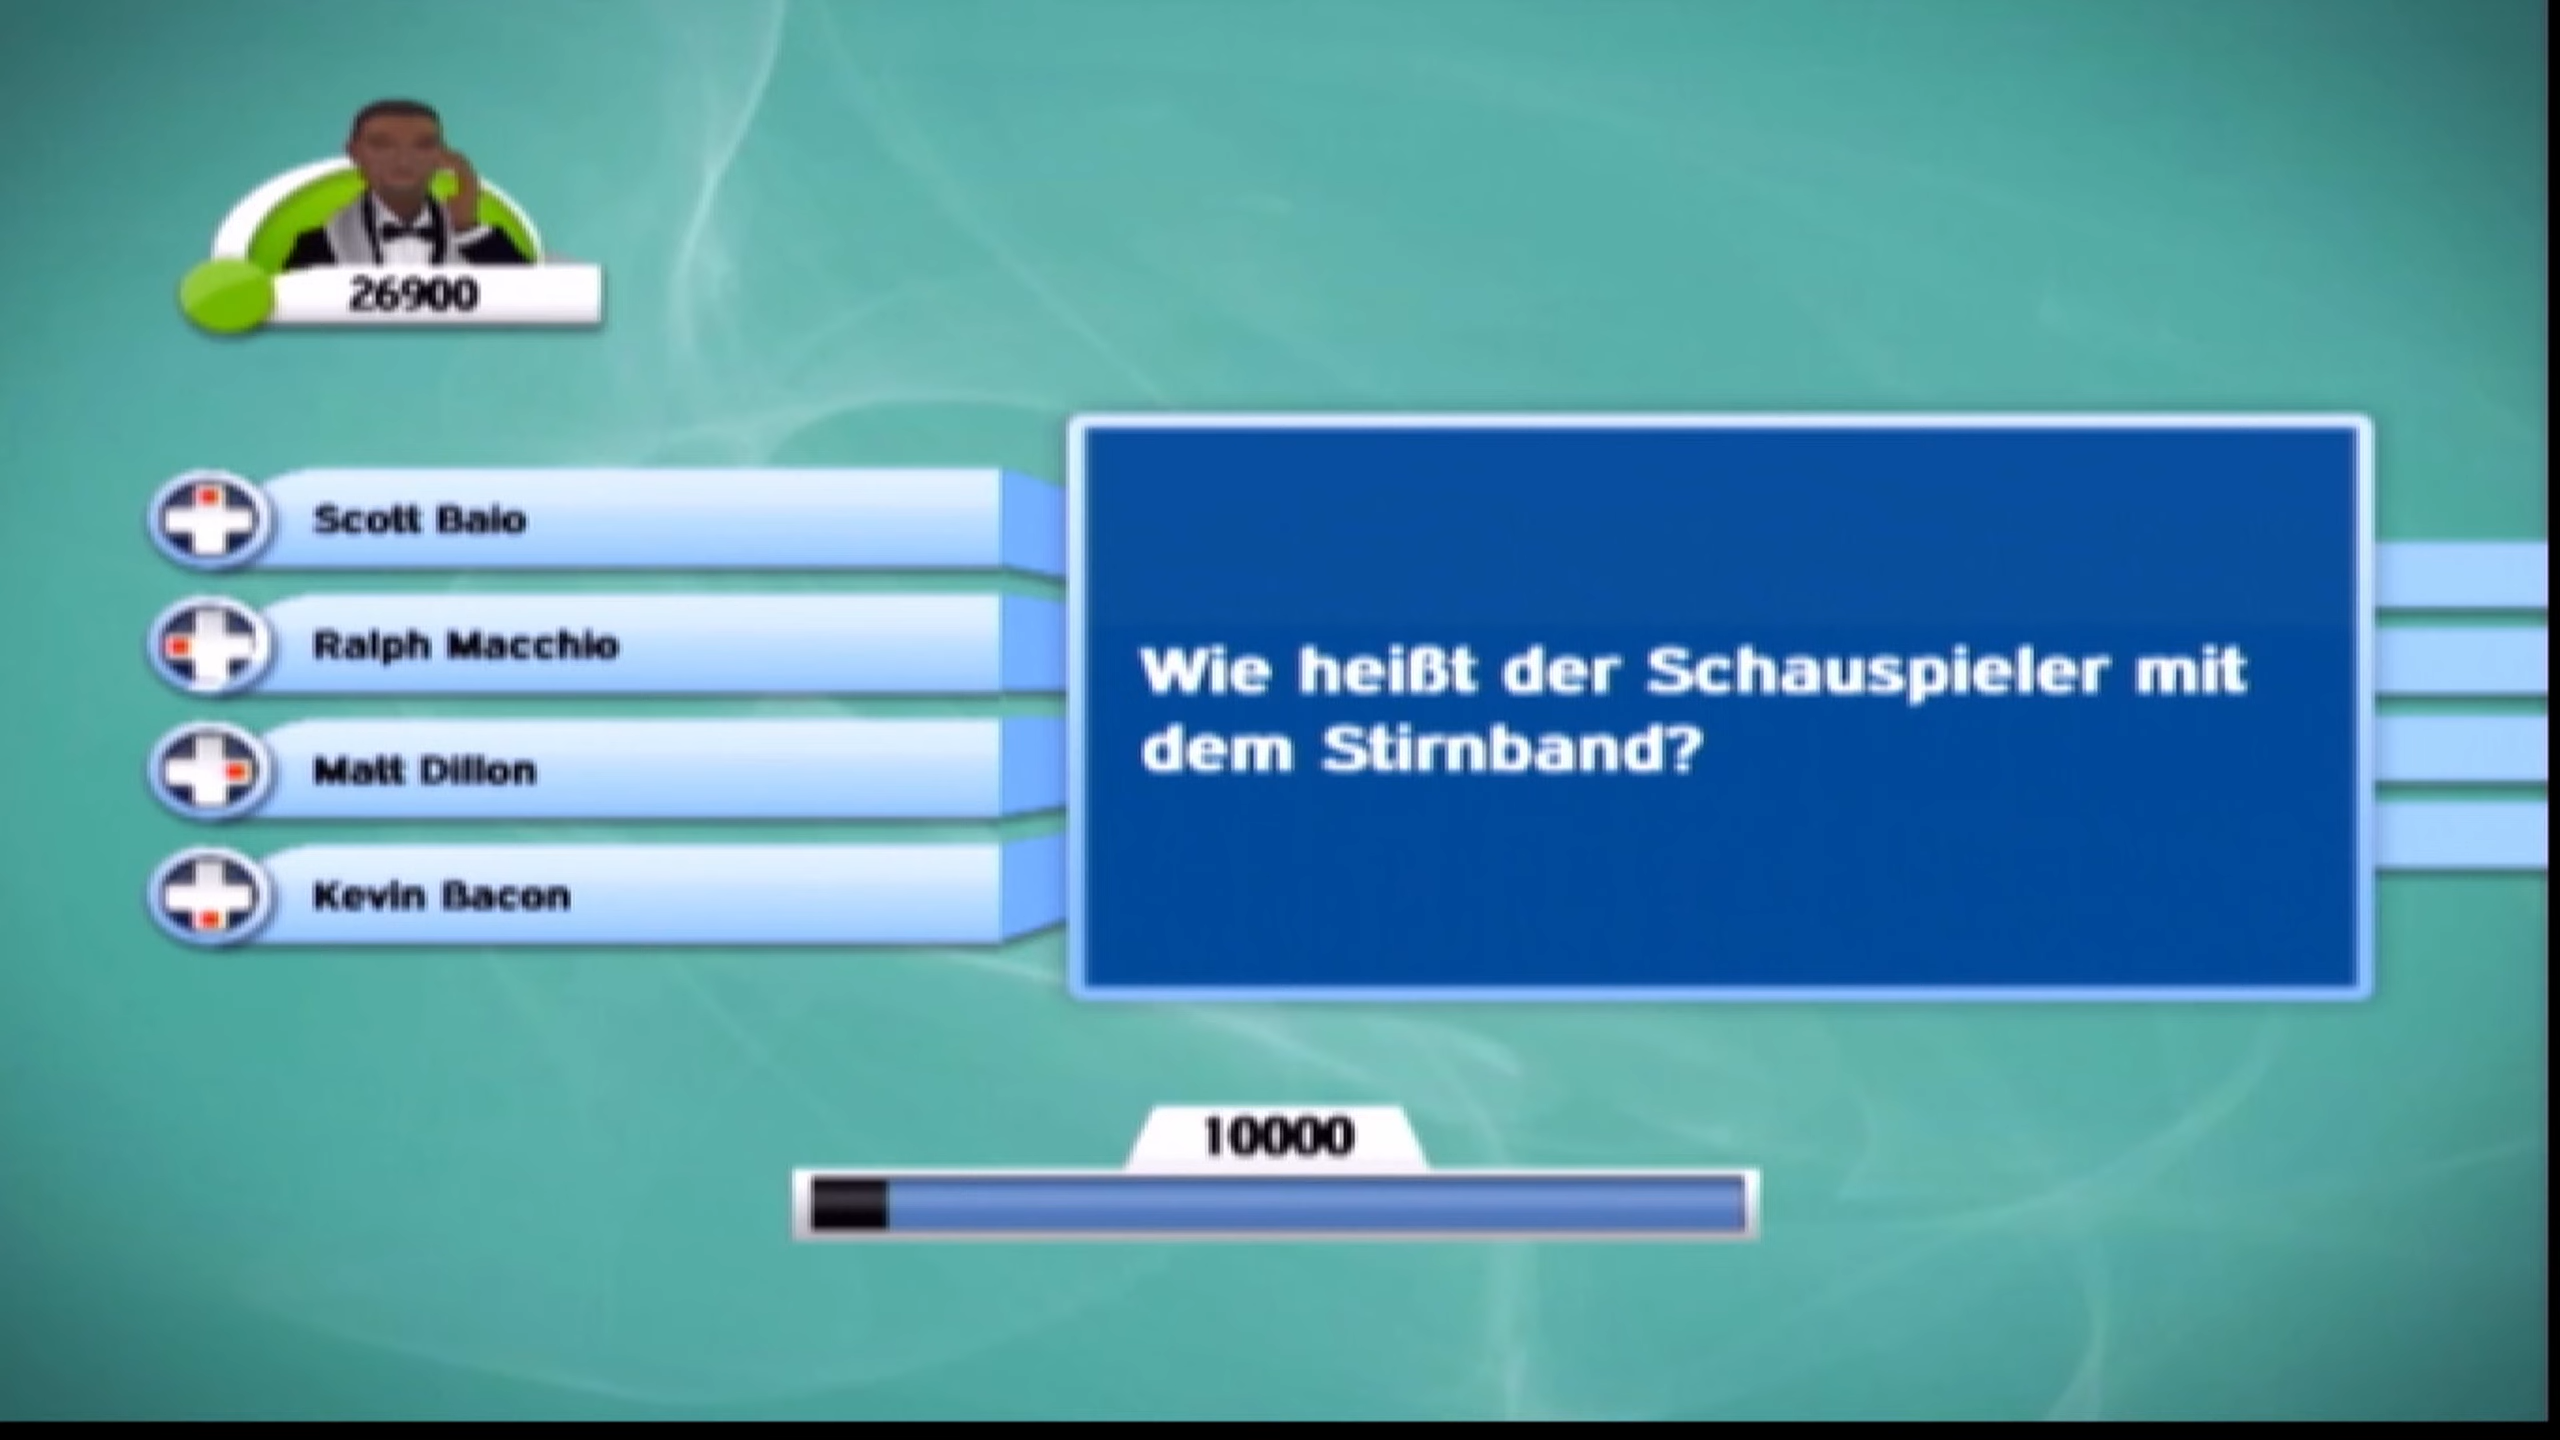 26900
Scott Baio
Ralph Macchio
Matt Dillon
Kevin Bacon
Wie heißt der Schauspieler mit
dem Stirnband?
10000